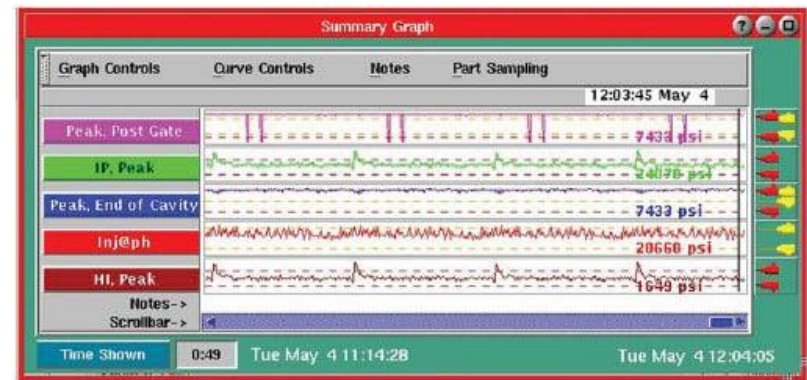 Summary Graph
Graph Controls Curve Controls Notes Part Sampling
12:03:45 May 4
Peak, Post Gate
7433 psi
IP, Peak
24078 psi
Peak, End of Cavity
7433 psi
Inj@ph
20660 psi
HI, Peak
1649 psi
Notes->
Scrollbar->
Time Shown 0:49 Tue May 4 11:14:28 Tue May 4 12:04:05